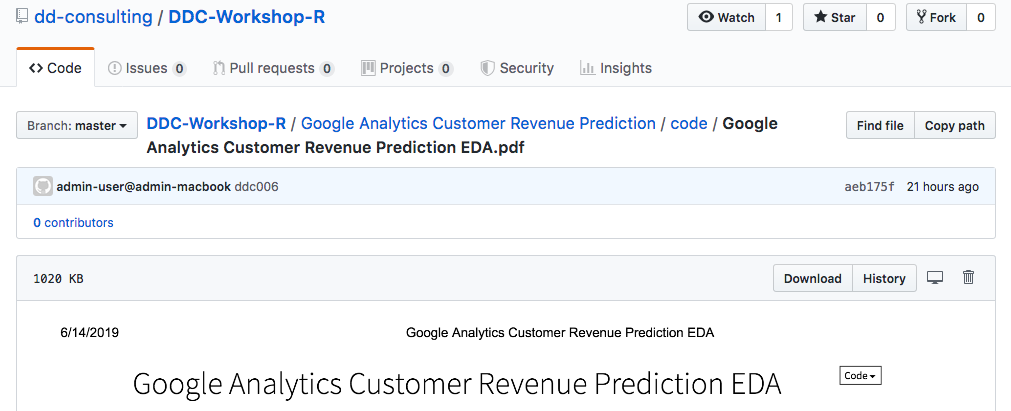 dd-consulting / DDC-Workshop-R
Watch 1
Star 0
Fork 0
Code
Issues 0
Pull requests 0
Projects 0
Security
Insights
Branch: master
DDC-Workshop-R / Google Analytics Customer Revenue Prediction / code / Google
Analytics Customer Revenue Prediction EDA.pdf
Find file
Copy path
admin-user@admin-macbook ddc006
aeb175f 21 hours ago
0 contributors
1020 KB
Download
History
6/14/2019
Google Analytics Customer Revenue Prediction EDA
Google Analytics Customer Revenue Prediction EDA
Code